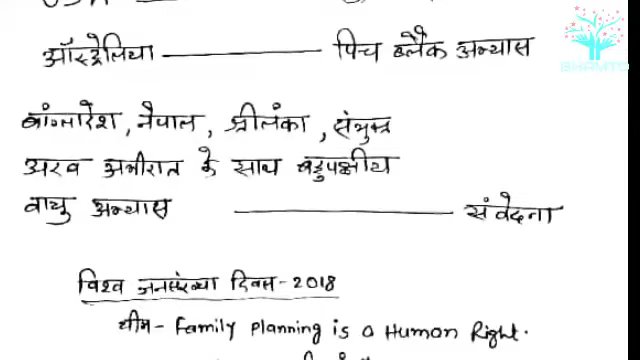 ऑस्ट्रेलिया ———— पिच ब्लैक अभ्यास
बांग्लादेश, नेपाल, श्रीलंका, संयुक्त
अरब अमीरात के साथ बहुपक्षीय
वायु अभ्यास ———— संवेदना
विश्व जनसंख्या दिवस-2018
थीम - Family Planning is a Human Right.